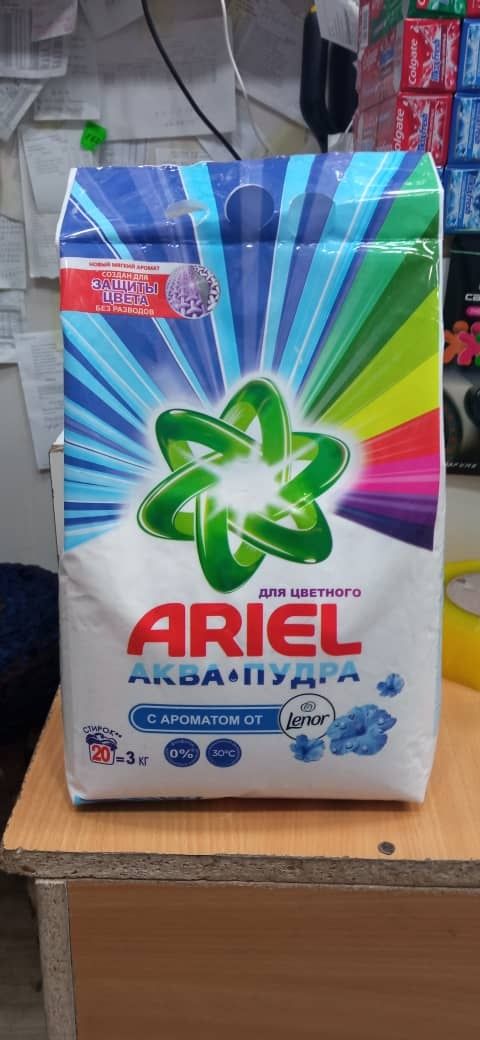 Colgate
Colgate
НОВЫЙ МЯГКИЙ АРОМАТ
СОЗДАН ДЛЯ
ЗАЩИТЫ
ЦВЕТА
БЕЗ РАЗВОДОВ
ДЛЯ ЦВЕТНОГО
ARIEL
АКВА ПУДРА
С АРОМАТОМ ОТ
Lenor
СТИРОК**
20 = 3 КГ
0%
30°C